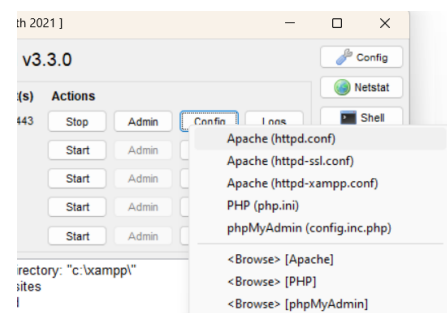 th 2021 ]
v3.3.0
Config
Netstat
(s) Actions
443 Stop Admin Config Logs Shell
Start Admin
Start Admin
Start Admin
Start Admin
Apache (httpd.conf)
Apache (httpd-ssl.conf)
Apache (httpd-xampp.conf)
PHP (php.ini)
phpMyAdmin (config.inc.php)
<Browse> [Apache]
<Browse> [PHP]
<Browse> [phpMyAdmin]
irectory: "c:\xampp\"
sites